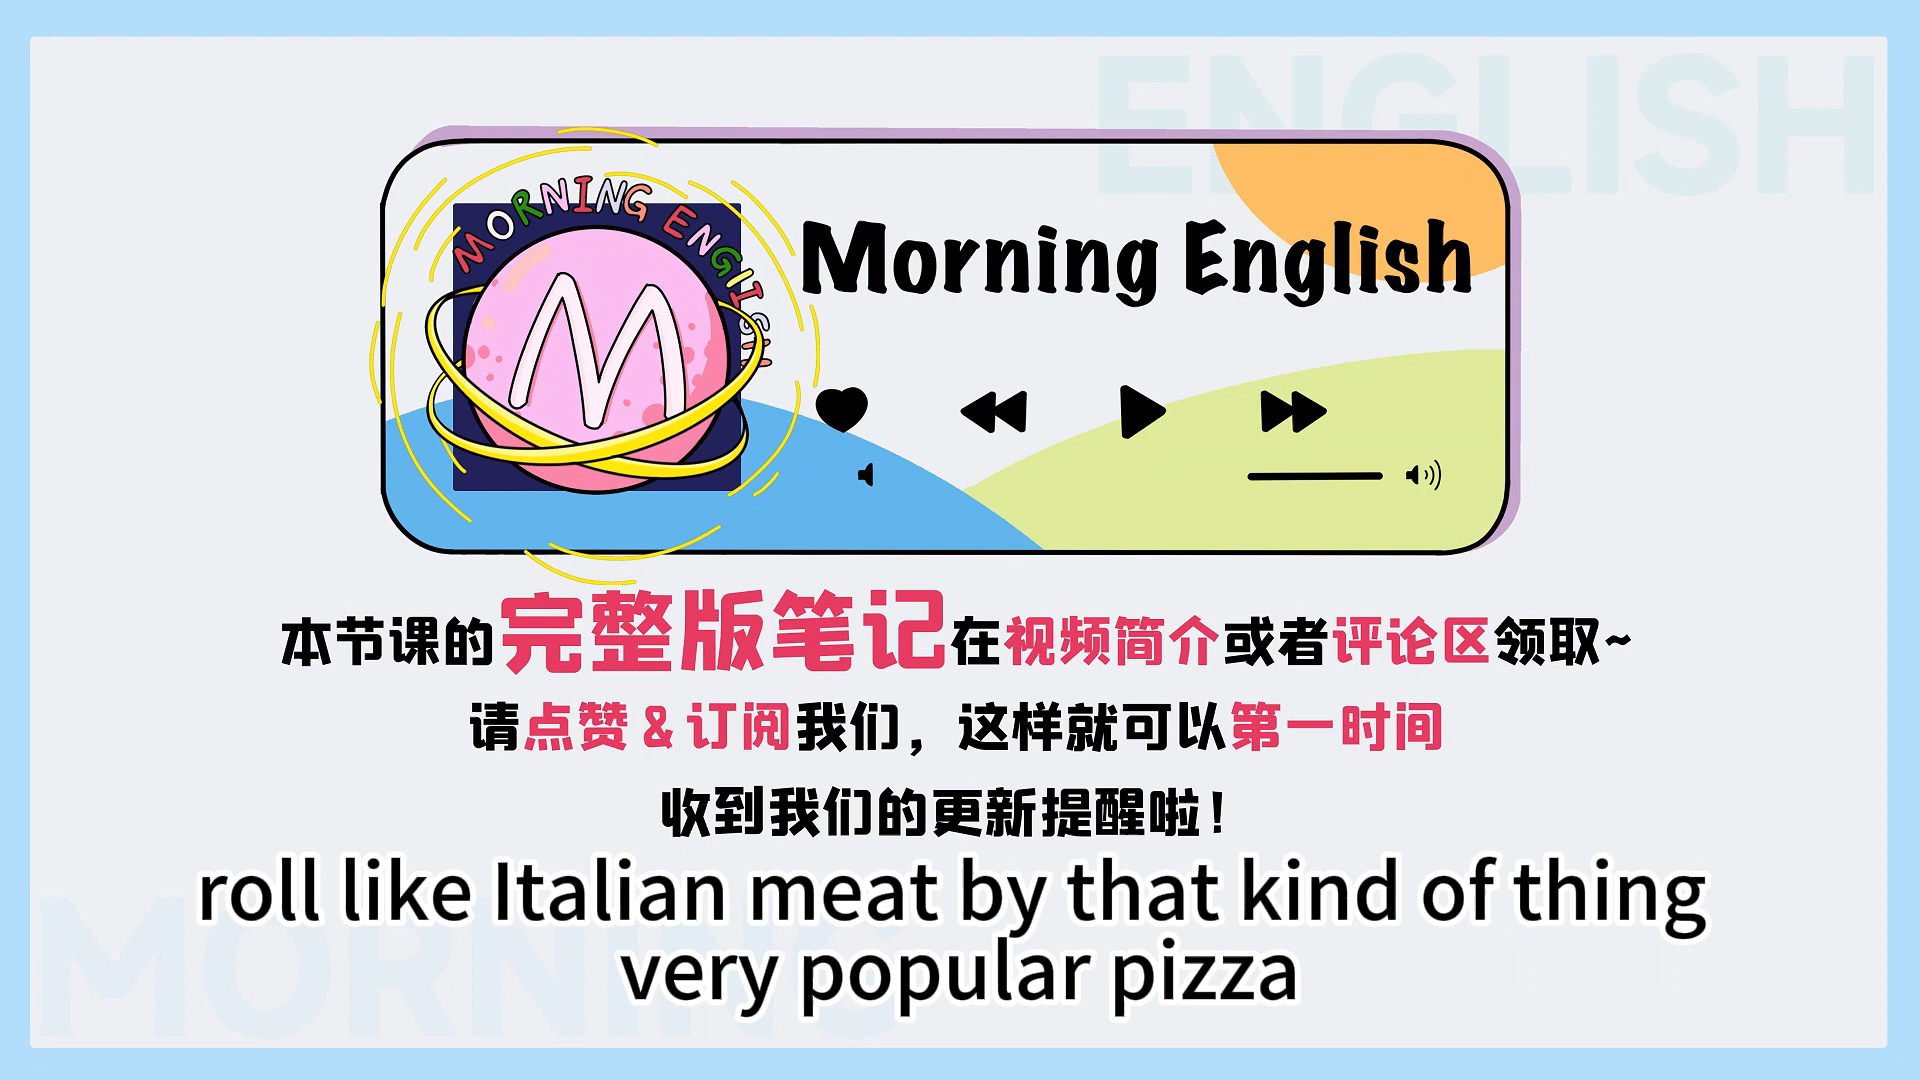 ENGLISH
MORNING ENGLISH
M
Morning English
本节课的完整版笔记在视频简介或者评论区领取~
请点赞&订阅我们，这样就可以第一时间
收到我们的更新提醒啦！
MORNING
roll like Italian meat by that kind of thing
very popular pizza